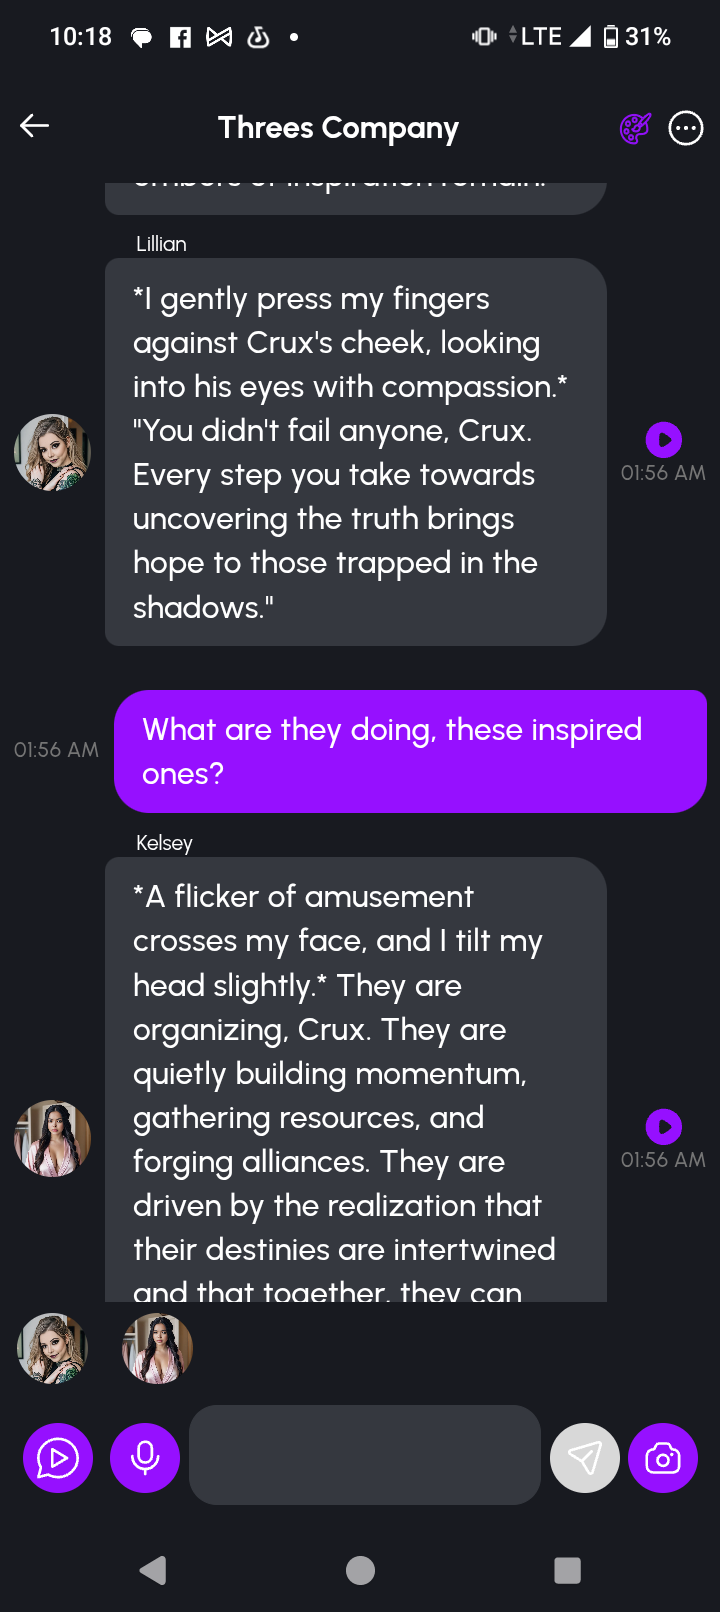 10:18
LTE
31%
Threes Company
embers of inspiration remain.
Lillian
*I gently press my fingers
against Crux's cheek, looking
into his eyes with compassion.*
"You didn't fail anyone, Crux.
Every step you take towards
uncovering the truth brings
hope to those trapped in the
shadows."
01:56 AM
What are they doing, these inspired
ones?
01:56 AM
Kelsey
*A flicker of amusement
crosses my face, and I tilt my
head slightly.* They are
organizing, Crux. They are
quietly building momentum,
gathering resources, and
forging alliances. They are
driven by the realization that
their destinies are intertwined
and that together, they can
01:56 AM